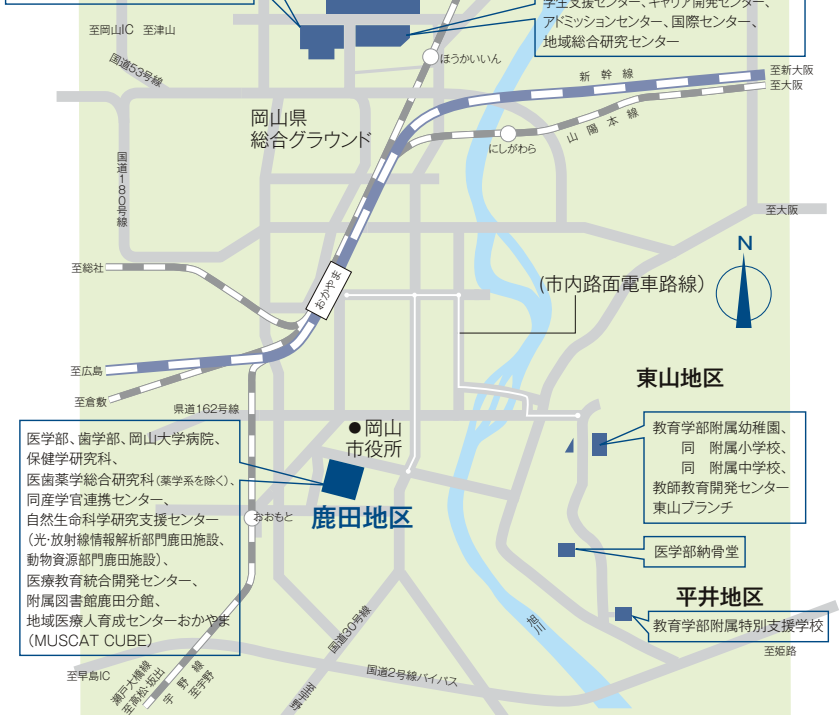 学生支援センター、キャリア開発センター、
アドミッションセンター、国際センター、
地域総合研究センター
至岡山IC 至津山
国道53号線
ほうかいいん
新幹線
至新大阪
至大阪
岡山県
総合グラウンド
にしがわら
山陽本線
国道180号線
至大阪
至総社
おかやま
(市内路面電車路線)
N
至広島
至倉敷
県道162号線
東山地区
●岡山
市役所
教育学部附属幼稚園、
同 附属小学校、
同 附属中学校、
教師教育開発センター
東山ブランチ
医学部、歯学部、岡山大学病院、
保健学研究科、
医歯薬学総合研究科(薬学系を除く)、
同産学官連携センター、
自然生命科学研究支援センター
(光・放射線情報解析部門鹿田施設、
動物資源部門鹿田施設)、
医療教育統合開発センター、
附属図書館鹿田分館、
地域医療人育成センターおかやま
(MUSCAT CUBE)
鹿田地区
おおもと
医学部納骨堂
平井地区
教育学部附属特別支援学校
旭川
国道30号線
至姫路
至早島IC
国道2号線バイパス
瀬戸大橋線
至高松・坂出
宇野線
至宇野
至宇野